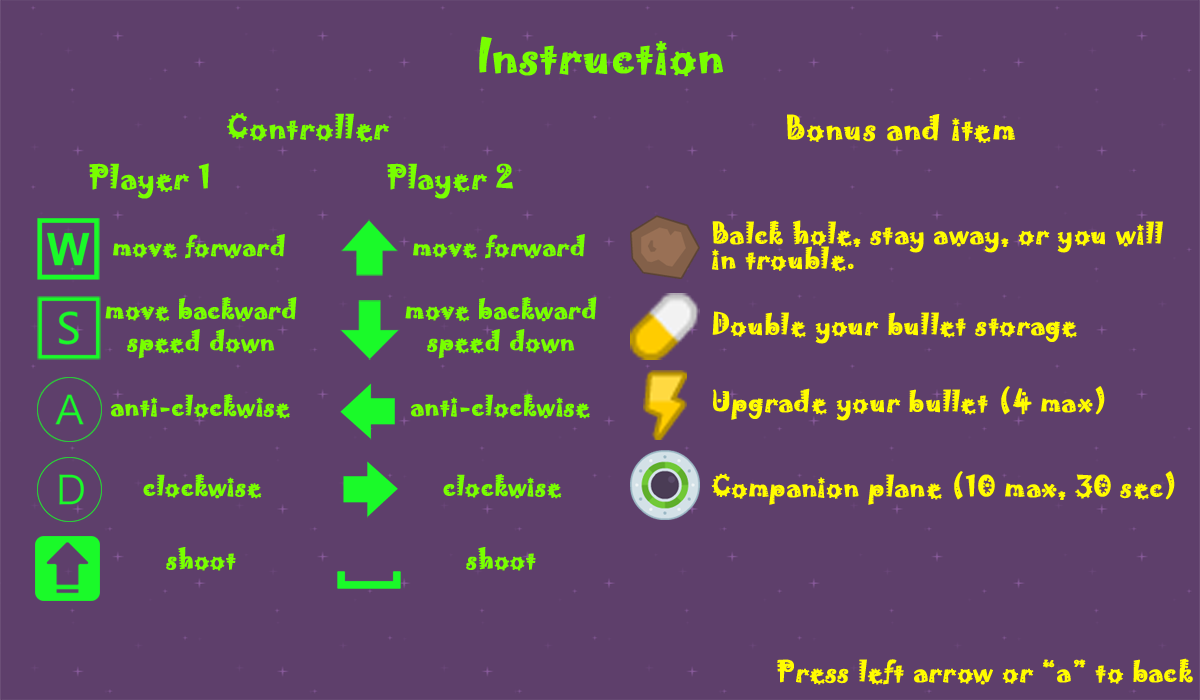 Instruction
Controller
Player 1
Player 2
W
move forward
move forward
S
move backward
speed down
move backward
speed down
A
anti-clockwise
anti-clockwise
D
clockwise
clockwise
shoot
shoot
Bonus and item
Balck hole, stay away, or you will
in trouble.
Double your bullet storage
Upgrade your bullet (4 max)
Companion plane (10 max, 30 sec)
Press left arrow or “a” to back